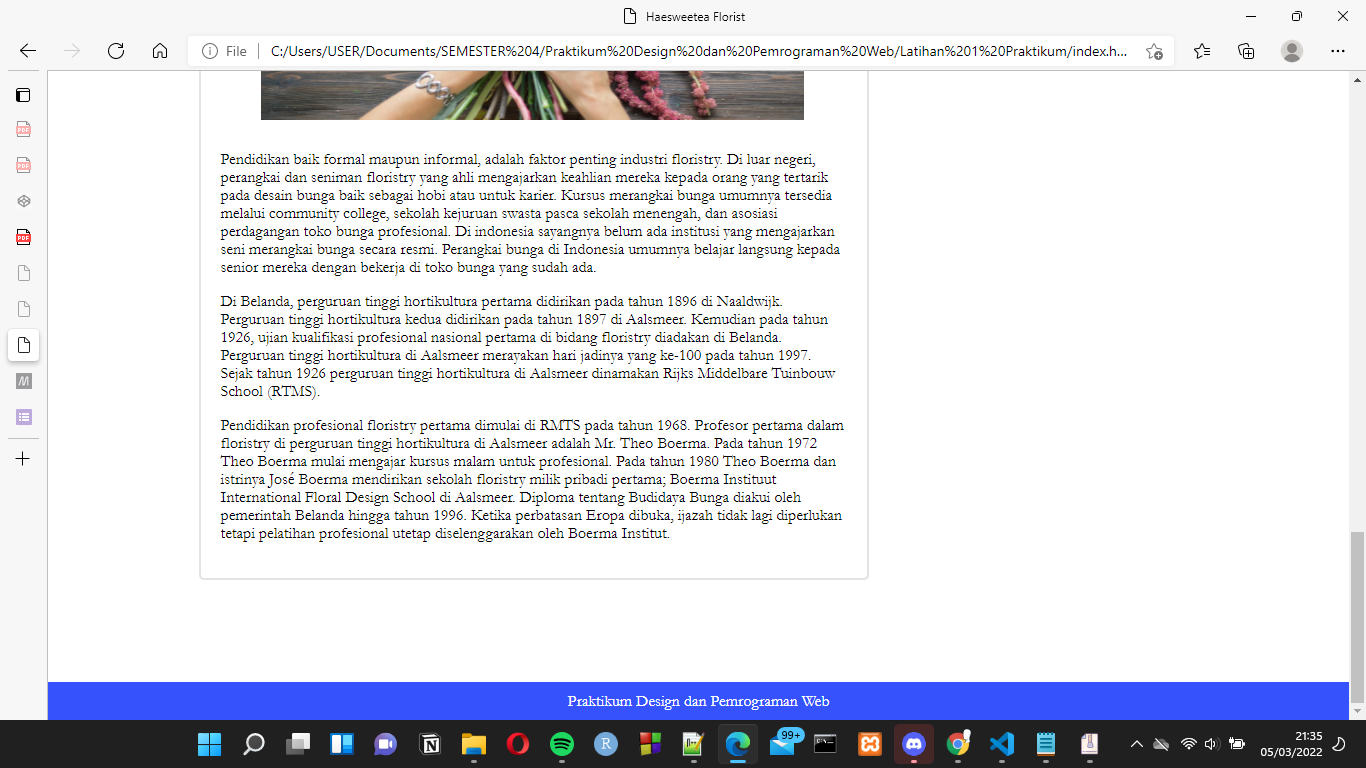 Haesweetea Florist
File
C:/Users/USER/Documents/SEMESTER%204/Praktikum%20Design%20dan%20Pemrograman%20Web/Latihan%201%20Praktikum/index.h...
Pendidikan baik formal maupun informal, adalah faktor penting industri floristry. Di luar negeri,
perangkai dan seniman floristry yang ahli mengajarkan keahlian mereka kepada orang yang tertarik
pada desain bunga baik sebagai hobi atau untuk karier. Kursus merangkai bunga umumnya tersedia
melalui community college, sekolah kejuruan swasta pasca sekolah menengah, dan asosiasi
perdagangan toko bunga profesional. Di indonesia sayangnya belum ada institusi yang mengajarkan
seni merangkai bunga secara resmi. Perangkai bunga di Indonesia umumnya belajar langsung kepada
senior mereka dengan bekerja di toko bunga yang sudah ada.
Di Belanda, perguruan tinggi hortikultura pertama didirikan pada tahun 1896 di Naaldwijk.
Perguruan tinggi hortikultura kedua didirikan pada tahun 1897 di Aalsmeer. Kemudian pada tahun
1926, ujian kualifikasi profesional nasional pertama di bidang floristry diadakan di Belanda.
Perguruan tinggi hortikultura di Aalsmeer merayakan hari jadinya yang ke-100 pada tahun 1997.
Sejak tahun 1926 perguruan tinggi hortikultura di Aalsmeer dinamakan Rijks Middelbare Tuinbouw
School (RTMS).
Pendidikan profesional floristry pertama dimulai di RMTS pada tahun 1968. Profesor pertama dalam
floristry di perguruan tinggi hortikultura di Aalsmeer adalah Mr. Theo Boerma. Pada tahun 1972
Theo Boerma mulai mengajar kursus malam untuk profesional. Pada tahun 1980 Theo Boerma dan
istrinya José Boerma mendirikan sekolah floristry milik pribadi pertama; Boerma Instituut
International Floral Design School di Aalsmeer. Diploma tentang Budidaya Bunga diakui oleh
pemerintah Belanda hingga tahun 1996. Ketika perbatasan Eropa dibuka, ijazah tidak lagi diperlukan
tetapi pelatihan profesional utetap diselenggarakan oleh Boerma Institut.
Praktikum Design dan Pemrograman Web
99+
21:35
05/03/2022